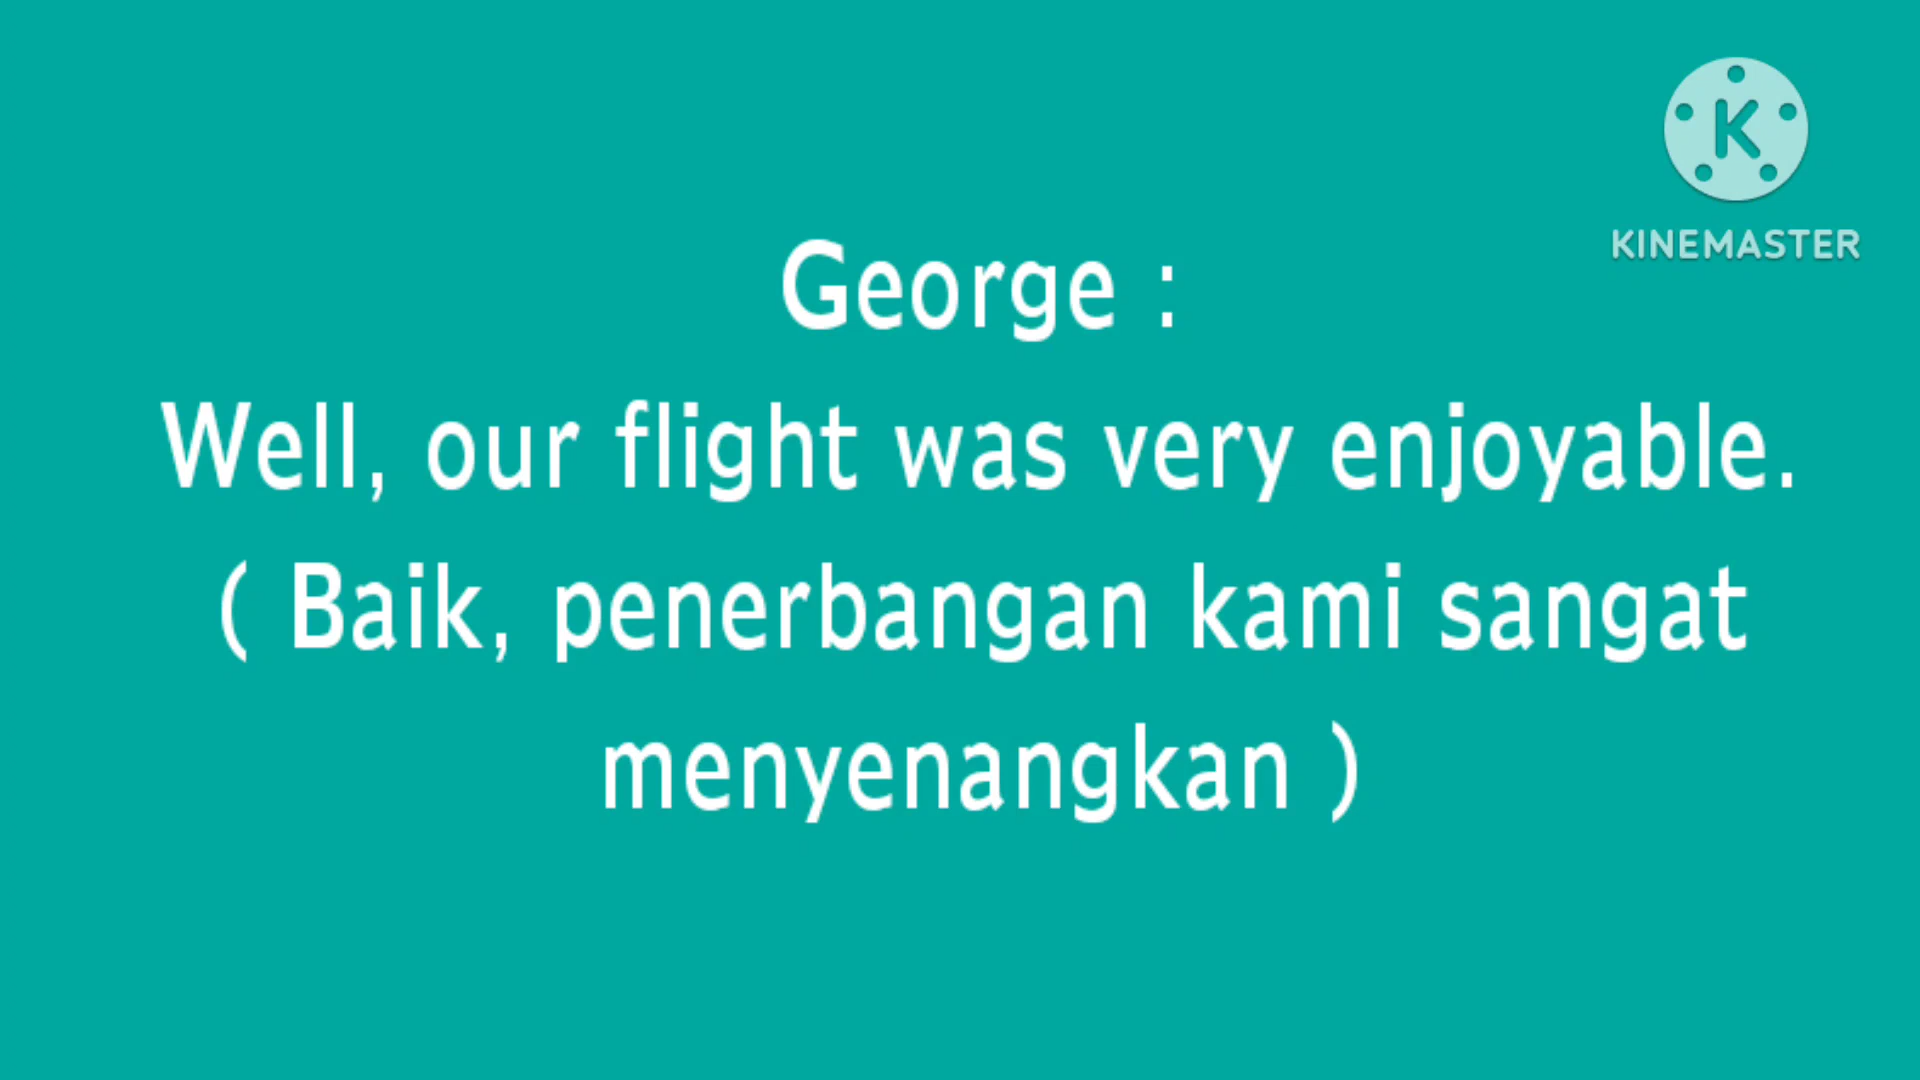 K
KINEMASTER
George :
Well, our flight was very enjoyable.
( Baik, penerbangan kami sangat
menyenangkan )